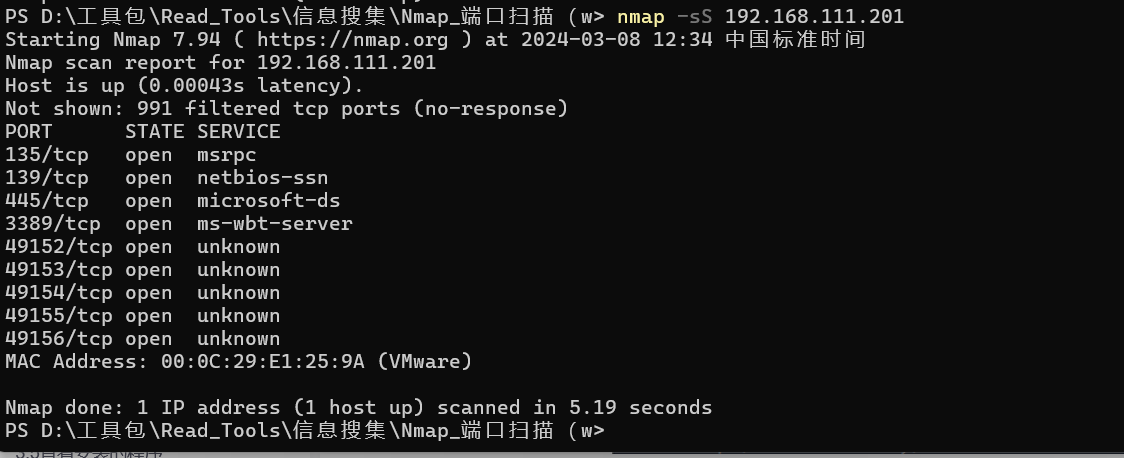 PS D:\工具包\Read_Tools\信息搜集\Nmap_端口扫描 (w> nmap -sS 192.168.111.201
Starting Nmap 7.94 ( https://nmap.org ) at 2024-03-08 12:34 中国标准时间
Nmap scan report for 192.168.111.201
Host is up (0.00043s latency).
Not shown: 991 filtered tcp ports (no-response)
PORT      STATE SERVICE
135/tcp   open  msrpc
139/tcp   open  netbios-ssn
445/tcp   open  microsoft-ds
3389/tcp  open  ms-wbt-server
49152/tcp open  unknown
49153/tcp open  unknown
49154/tcp open  unknown
49155/tcp open  unknown
49156/tcp open  unknown
MAC Address: 00:0C:29:E1:25:9A (VMware)
Nmap done: 1 IP address (1 host up) scanned in 5.19 seconds
PS D:\工具包\Read_Tools\信息搜集\Nmap_端口扫描 (w>